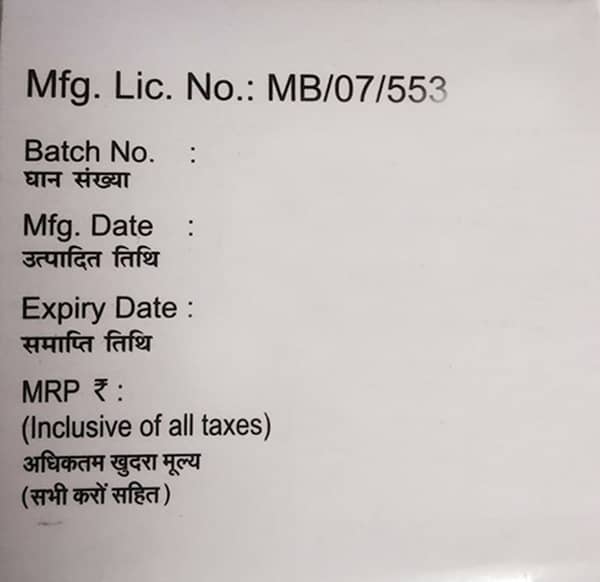 Mfg. Lic. No.: MB/07/553
Batch No. :
घान संख्या
Mfg. Date :
उत्पादित तिथि
Expiry Date :
समाप्ति तिथि
MRP ₹ :
(Inclusive of all taxes)
अधिकतम खुदरा मूल्य
(सभी करों सहित)